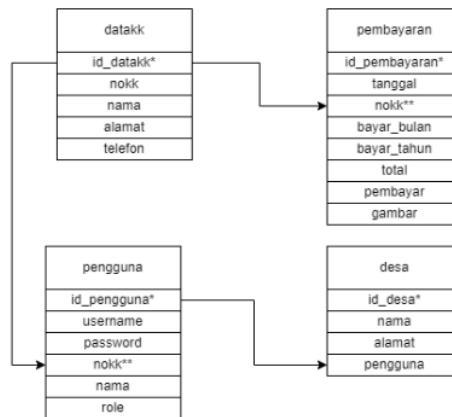 datakk
id_datakk*
nokk
nama
alamat
telefon
pembayaran
id_pembayaran*
tanggal
nokk**
bayar_bulan
bayar_tahun
total
pembayar
gambar
pengguna
id_pengguna*
username
password
nokk**
nama
role
desa
id_desa*
nama
alamat
pengguna